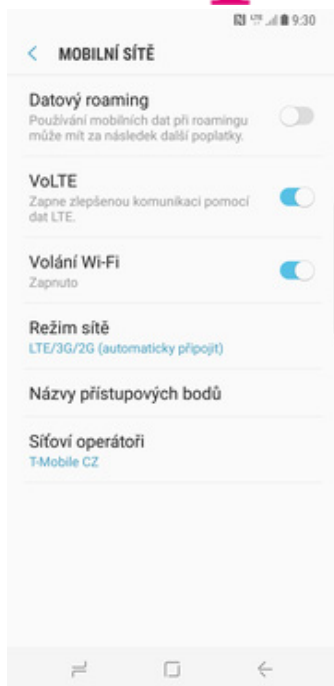 LTE 9:30
MOBILNÍ SÍTĚ
Datový roaming
Používání mobilních dat při roamingu
může mít za následek další poplatky.
VoLTE
Zapne zlepšenou komunikaci pomocí
dat LTE.
Volání Wi-Fi
Zapnuto
Režim sítě
LTE/3G/2G (automaticky připojit)
Názvy přístupových bodů
Síťoví operátoři
T-Mobile CZ